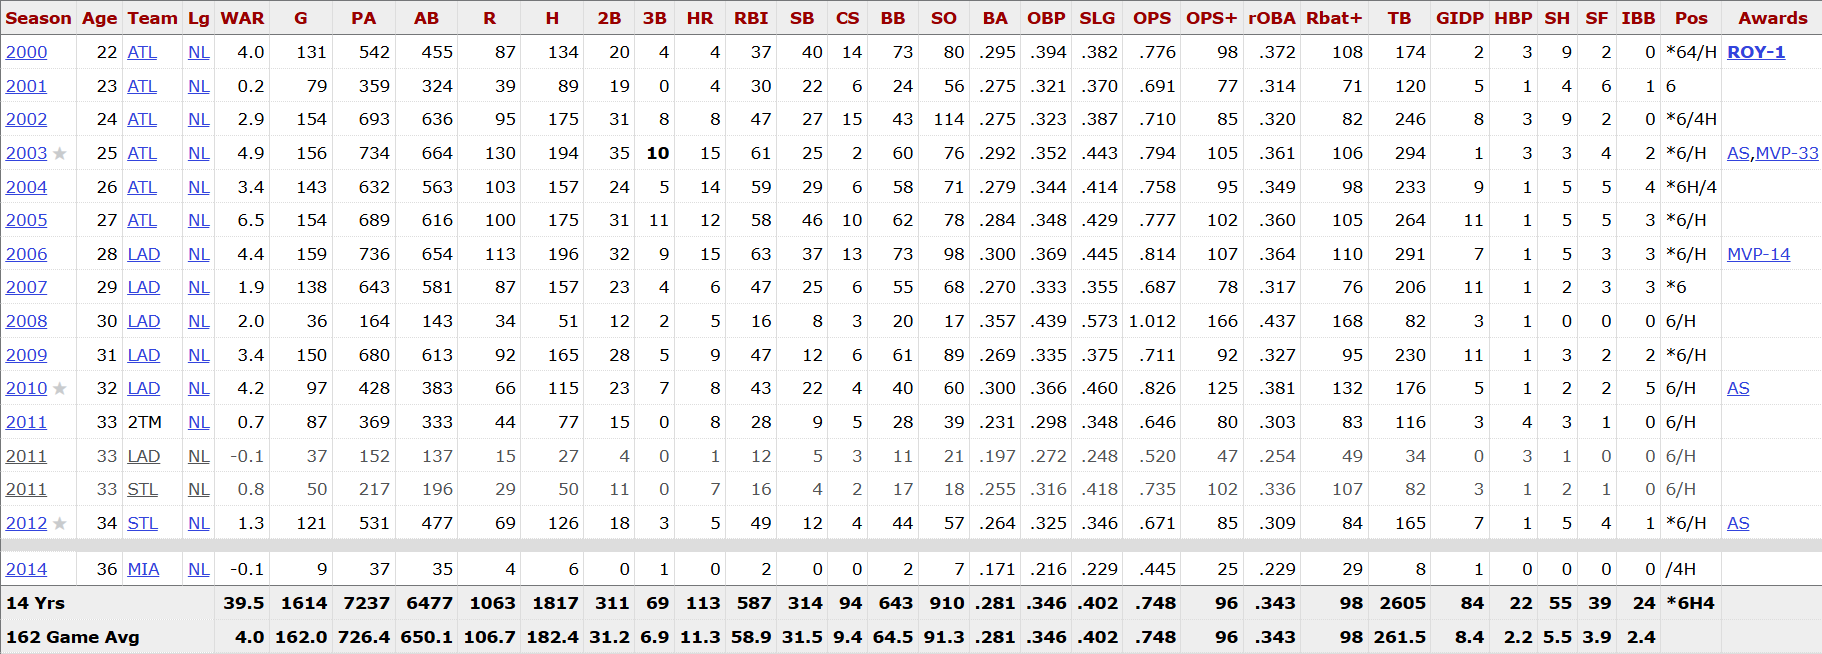 Season Age Team Lg WAR G PA AB R H 2B 3B HR RBI SB CS BB SO BA OBP SLG OPS OPS+ rOBA Rbat+ TB GIDP HBP SH SF IBB Pos Awards
2000 22 ATL NL 4.0 131 542 455 87 134 20 4 4 37 40 14 73 80 .295 .394 .382 .776 98 .372 108 174 2 3 9 2 0 *64/H ROY-1
2001 23 ATL NL 0.2 79 359 324 39 89 19 0 4 30 22 6 24 56 .275 .321 .370 .691 77 .314 71 120 5 1 4 6 1 6
2002 24 ATL NL 2.9 154 693 636 95 175 31 8 8 47 27 15 43 114 .275 .323 .387 .710 85 .320 82 246 8 3 9 2 0 *6/4H
2003 ★ 25 ATL NL 4.9 156 734 664 130 194 35 10 15 61 25 2 60 76 .292 .352 .443 .794 105 .361 106 294 1 3 3 4 2 *6/H AS,MVP-33
2004 26 ATL NL 3.4 143 632 563 103 157 24 5 14 59 29 6 58 71 .279 .344 .414 .758 95 .349 98 233 9 1 5 5 4 *6H/4
2005 27 ATL NL 6.5 154 689 616 100 175 31 11 12 58 46 10 62 78 .284 .348 .429 .777 102 .360 105 264 11 1 5 5 3 *6/H
2006 28 LAD NL 4.4 159 736 654 113 196 32 9 15 63 37 13 73 98 .300 .369 .445 .814 107 .364 110 291 7 1 5 3 3 *6/H MVP-14
2007 29 LAD NL 1.9 138 643 581 87 157 23 4 6 47 25 6 55 68 .270 .333 .355 .687 78 .317 76 206 11 1 2 3 3 *6
2008 30 LAD NL 2.0 36 164 143 34 51 12 2 5 16 8 3 20 17 .357 .439 .573 1.012 166 .437 168 82 3 1 0 0 0 6/H
2009 31 LAD NL 3.4 150 680 613 92 165 28 5 9 47 12 6 61 89 .269 .335 .375 .711 92 .327 95 230 11 1 3 2 2 *6/H
2010 ★ 32 LAD NL 4.2 97 428 383 66 115 23 7 8 43 22 4 40 60 .300 .366 .460 .826 125 .381 132 176 5 1 2 2 5 6/H AS
2011 33 2TM NL 0.7 87 369 333 44 77 15 0 8 28 9 5 28 39 .231 .298 .348 .646 80 .303 83 116 3 4 3 1 0 6/H
2011 33 LAD NL -0.1 37 152 137 15 27 4 0 1 12 5 3 11 21 .197 .272 .248 .520 47 .254 49 34 0 3 1 0 0 6/H
2011 33 STL NL 0.8 50 217 196 29 50 11 0 7 16 4 2 17 18 .255 .316 .418 .735 102 .336 107 82 3 1 2 1 0 6/H
2012 ★ 34 STL NL 1.3 121 531 477 69 126 18 3 5 49 12 4 44 57 .264 .325 .346 .671 85 .309 84 165 7 1 5 4 1 *6/H AS
2014 36 MIA NL -0.1 9 37 35 4 6 0 1 0 2 0 0 2 7 .171 .216 .229 .445 25 .229 29 8 1 0 0 0 0 /4H
14 Yrs 39.5 1614 7237 6477 1063 1817 311 69 113 587 314 94 643 910 .281 .346 .402 .748 96 .343 98 2605 84 22 55 39 24 *6H4
162 Game Avg 4.0 162.0 726.4 650.1 106.7 182.4 31.2 6.9 11.3 58.9 31.5 9.4 64.5 91.3 .281 .346 .402 .748 96 .343 98 261.5 8.4 2.2 5.5 3.9 2.4